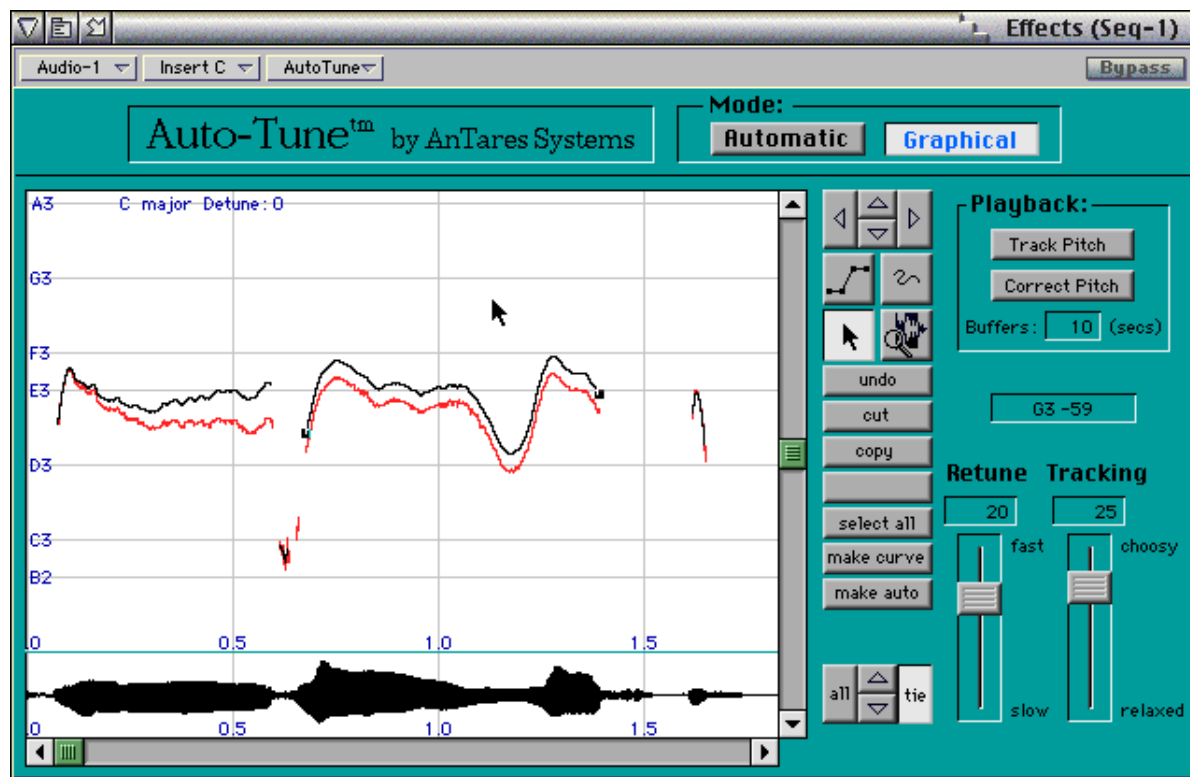 Effects (Seq-1)
Audio-1 Insert C AutoTune Bypass
Auto-Tune™ by AnTares Systems
Mode:
Automatic Graphical
A3 C major Detune:0
G3
F3
E3
D3
C3
B2
.0 0.5 1.0 1.5
.0 0.5 1.0 1.5
undo
cut
copy
select all
make curve
make auto
all tie
Playback:
Track Pitch
Correct Pitch
Buffers: 10 (secs)
G3 -59
Retune Tracking
20 25
fast choosy
slow relaxed